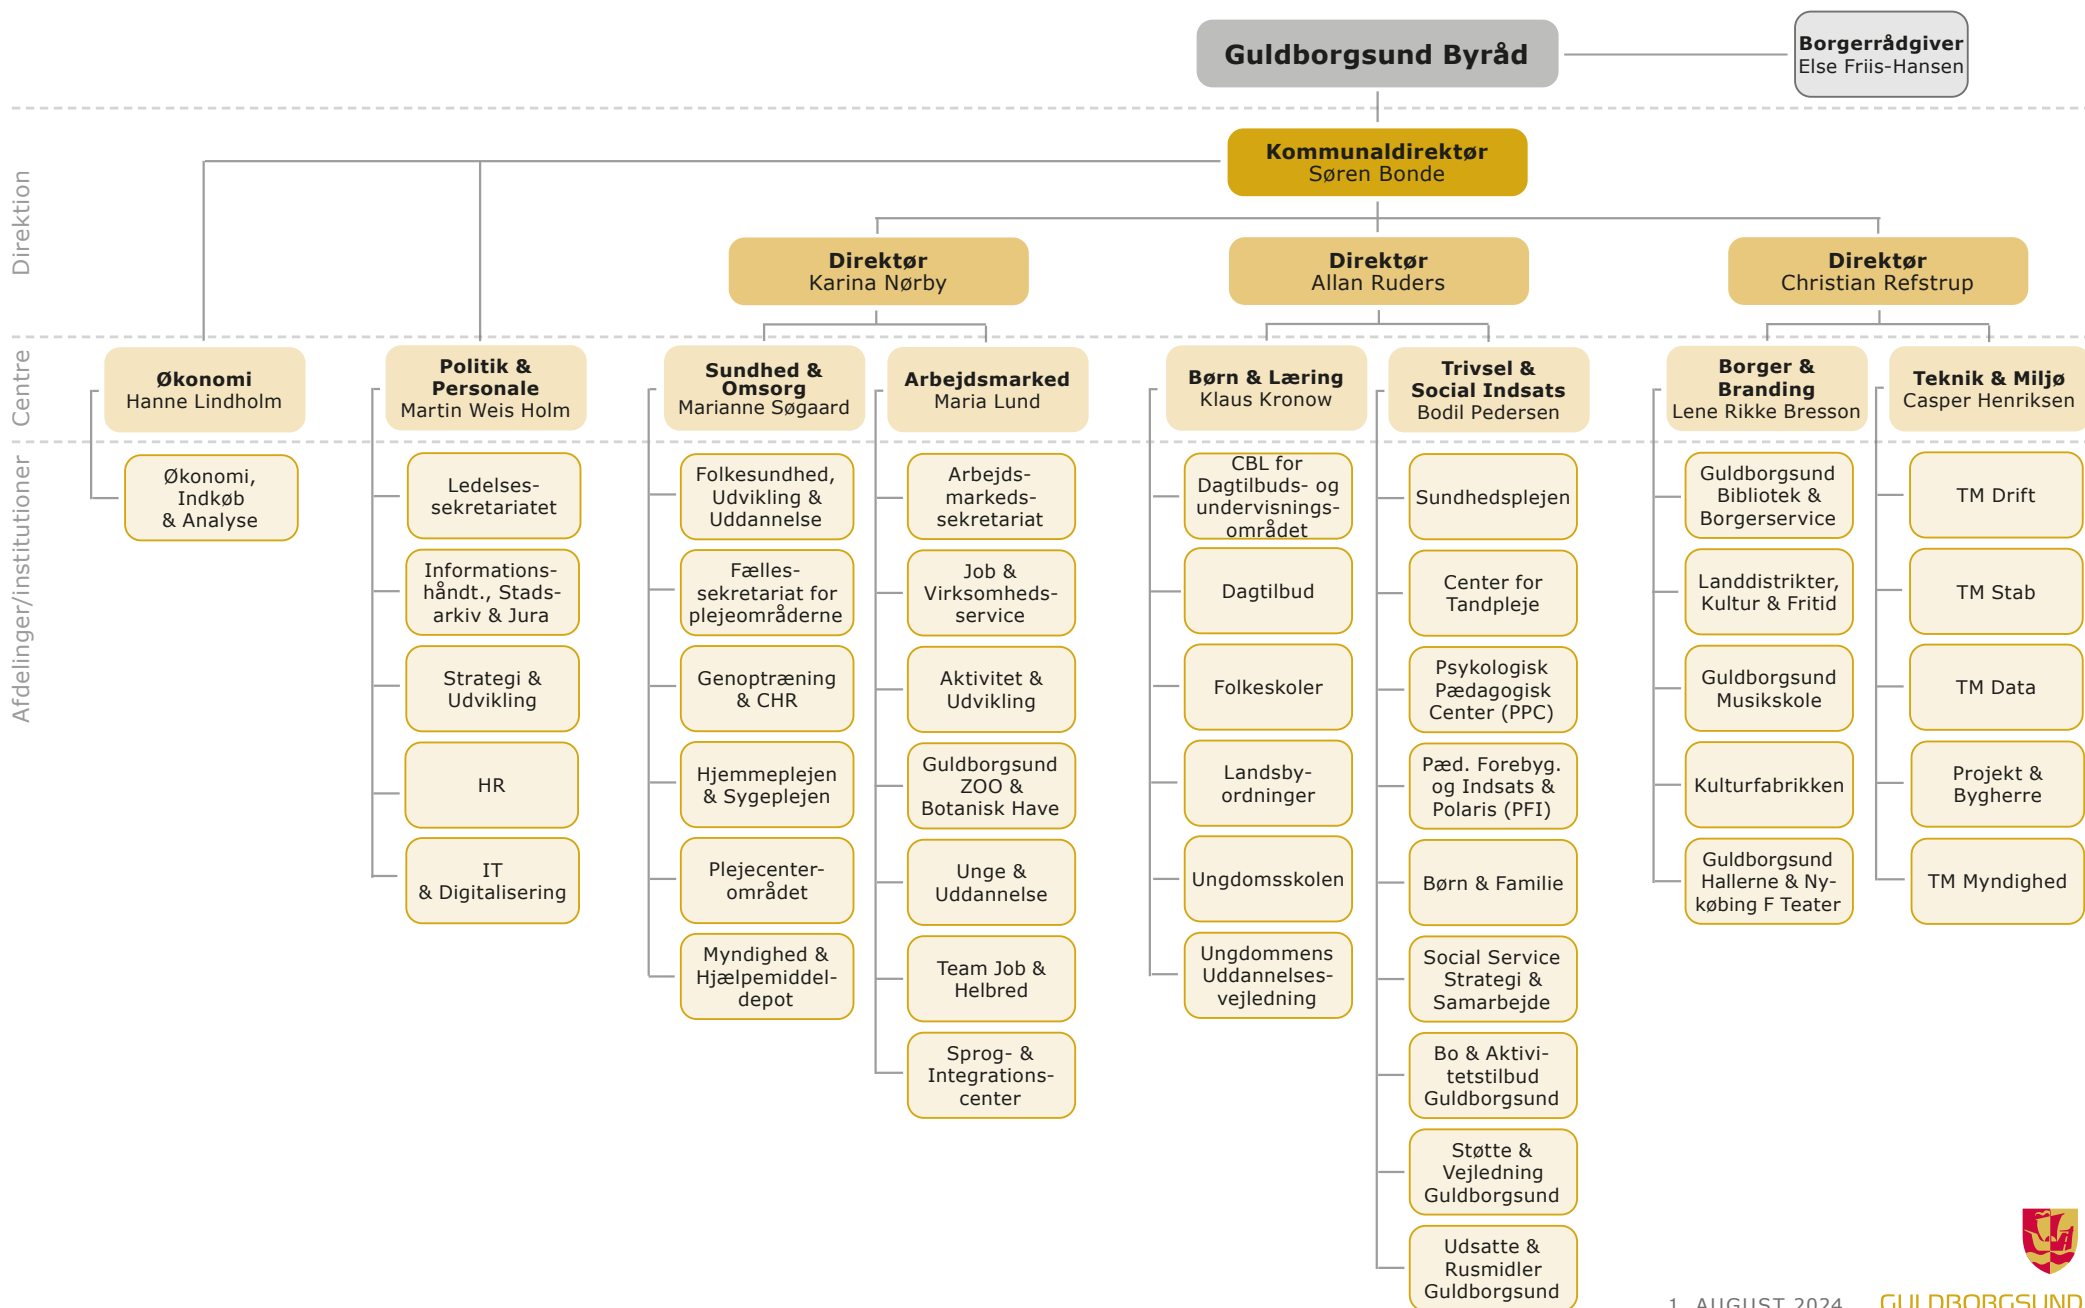 Guldborgsund Byråd
Borgerrådgiver
Else Friis-Hansen
Direktion
Kommunaldirektør
Søren Bonde
Direktør
Karina Nørby
Direktør
Allan Ruders
Direktør
Christian Refstrup
Centre
Økonomi
Hanne Lindholm
Politik &
Personale
Martin Weis Holm
Sundhed &
Omsorg
Marianne Søgaard
Arbejdsmarked
Maria Lund
Børn & Læring
Klaus Kronow
Trivsel &
Social Indsats
Bodil Pedersen
Borger &
Branding
Lene Rikke Bresson
Teknik & Miljø
Casper Henriksen
Afdelinger/institutioner
Økonomi,
Indkøb
& Analyse
Ledelses-
sekretariatet
Informations-
håndt., Stads-
arkiv & Jura
Strategi &
Udvikling
HR
IT
& Digitalisering
Folkesundhed,
Udvikling &
Uddannelse
Fælles-
sekretariat for
plejeområderne
Genoptræning
& CHR
Hjemmeplejen
& Sygeplejen
Plejecenter-
området
Myndighed &
Hjælpemiddel-
depot
Arbejds-
markeds-
sekretariat
Job &
Virksomheds-
service
Aktivitet &
Udvikling
Guldborgsund
ZOO &
Botanisk Have
Unge &
Uddannelse
Team Job &
Helbred
Sprog- &
Integrations-
center
CBL for
Dagtilbuds- og
undervisnings-
området
Dagtilbud
Folkeskoler
Landsby-
ordninger
Ungdomsskolen
Ungdommens
Uddannelses-
vejledning
Sundhedsplejen
Center for
Tandpleje
Psykologisk
Pædagogisk
Center (PPC)
Pæd. Forebyg.
og Indsats &
Polaris (PFI)
Børn & Familie
Social Service
Strategi &
Samarbejde
Bo & Aktivi-
tetstilbud
Guldborgsund
Støtte &
Vejledning
Guldborgsund
Udsatte &
Rusmidler
Guldborgsund
Guldborgsund
Bibliotek &
Borgerservice
Landdistrikter,
Kultur & Fritid
Guldborgsund
Musikskole
Kulturfabrikken
Guldborgsund
Hallerne & Ny-
købing F Teater
TM Drift
TM Stab
TM Data
Projekt &
Bygherre
TM Myndighed
1. AUGUST 2024
GULDBORGSUND